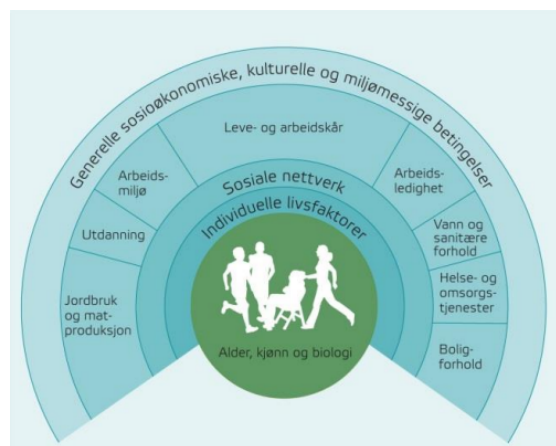 Generelle sosioøkonomiske, kulturelle og miljømessige betingelser
Leve- og arbeidskår
Arbeids-
miljø
Arbeids-
ledighet
Sosiale nettverk
Individuelle livsfaktorer
Utdanning
Vann og
sanitære
forhold
Jordbruk
og mat-
produksjon
Helse- og
omsorgs-
tjenester
Bolig-
forhold
Alder, kjønn og biologi